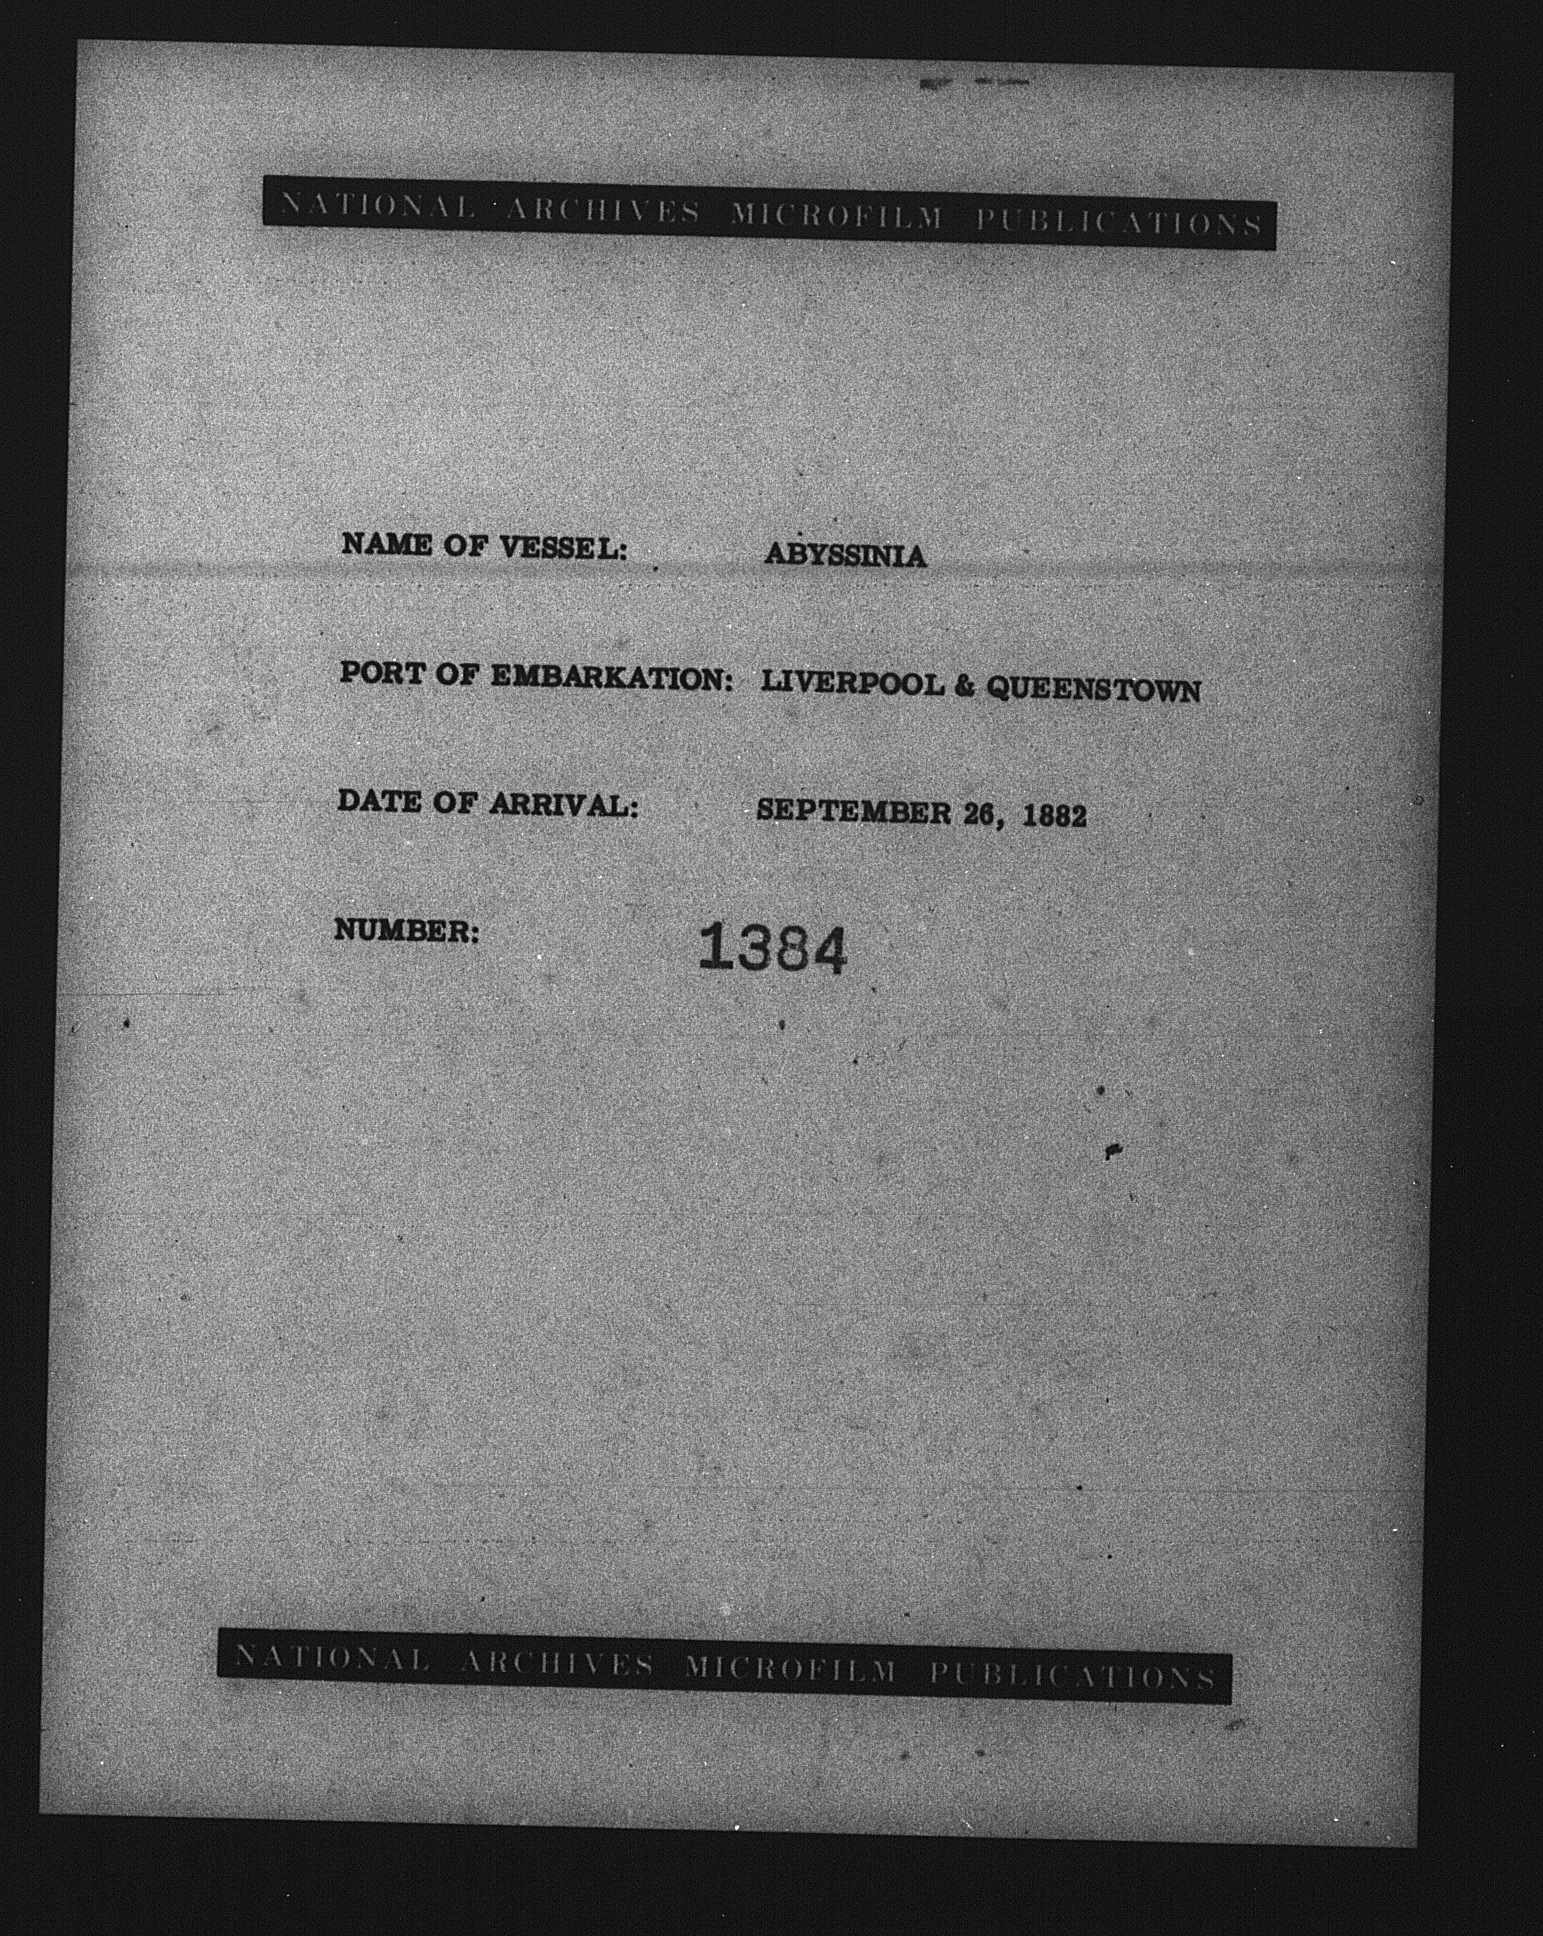 NATIONAL ARCHIVES MICROFILM PUBLICATIONS
NAME OF VESSEL: ABYSSINIA
PORT OF EMBARKATION: LIVERPOOL & QUEENSTOWN
DATE OF ARRIVAL: SEPTEMBER 26, 1882
NUMBER: 1384
NATIONAL ARCHIVES MICROFILM PUBLICATIONS